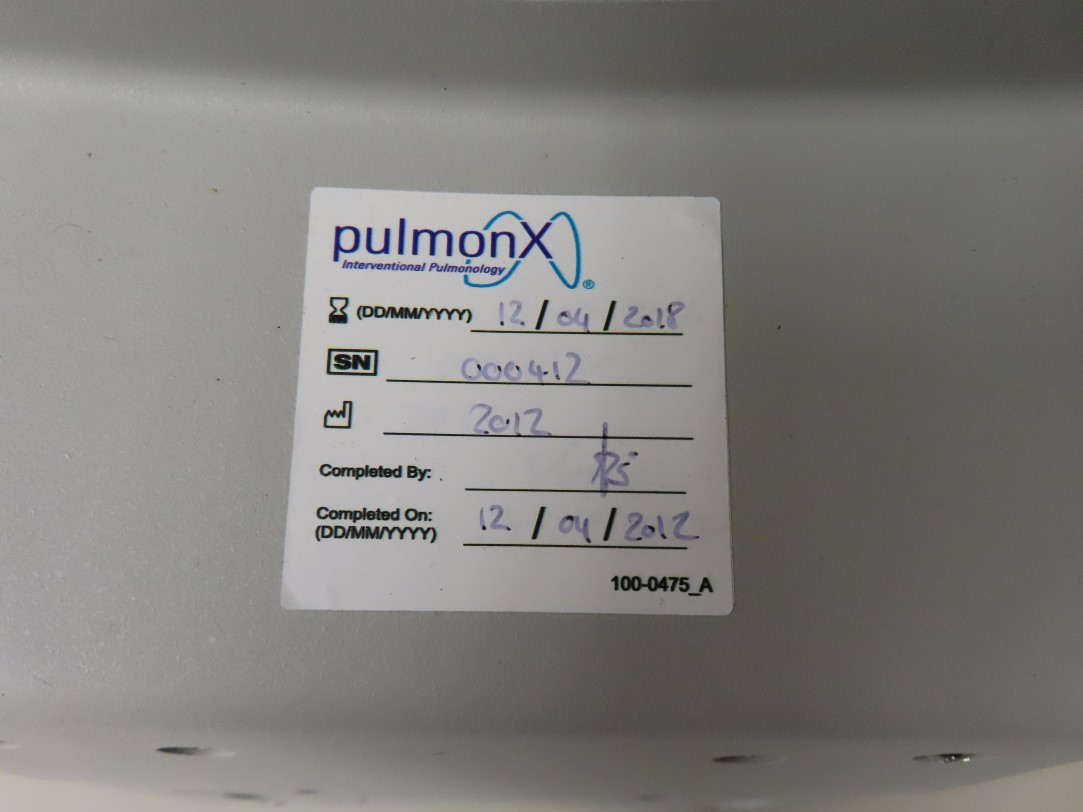 pulmonX
Interventional Pulmonology ®
(DD/MM/YYYY) 12 / 04 / 2018
SN 000412
2012
Completed By: .
Completed On: 12 / 04 / 2012
(DD/MM/YYYY)
100-0475_A